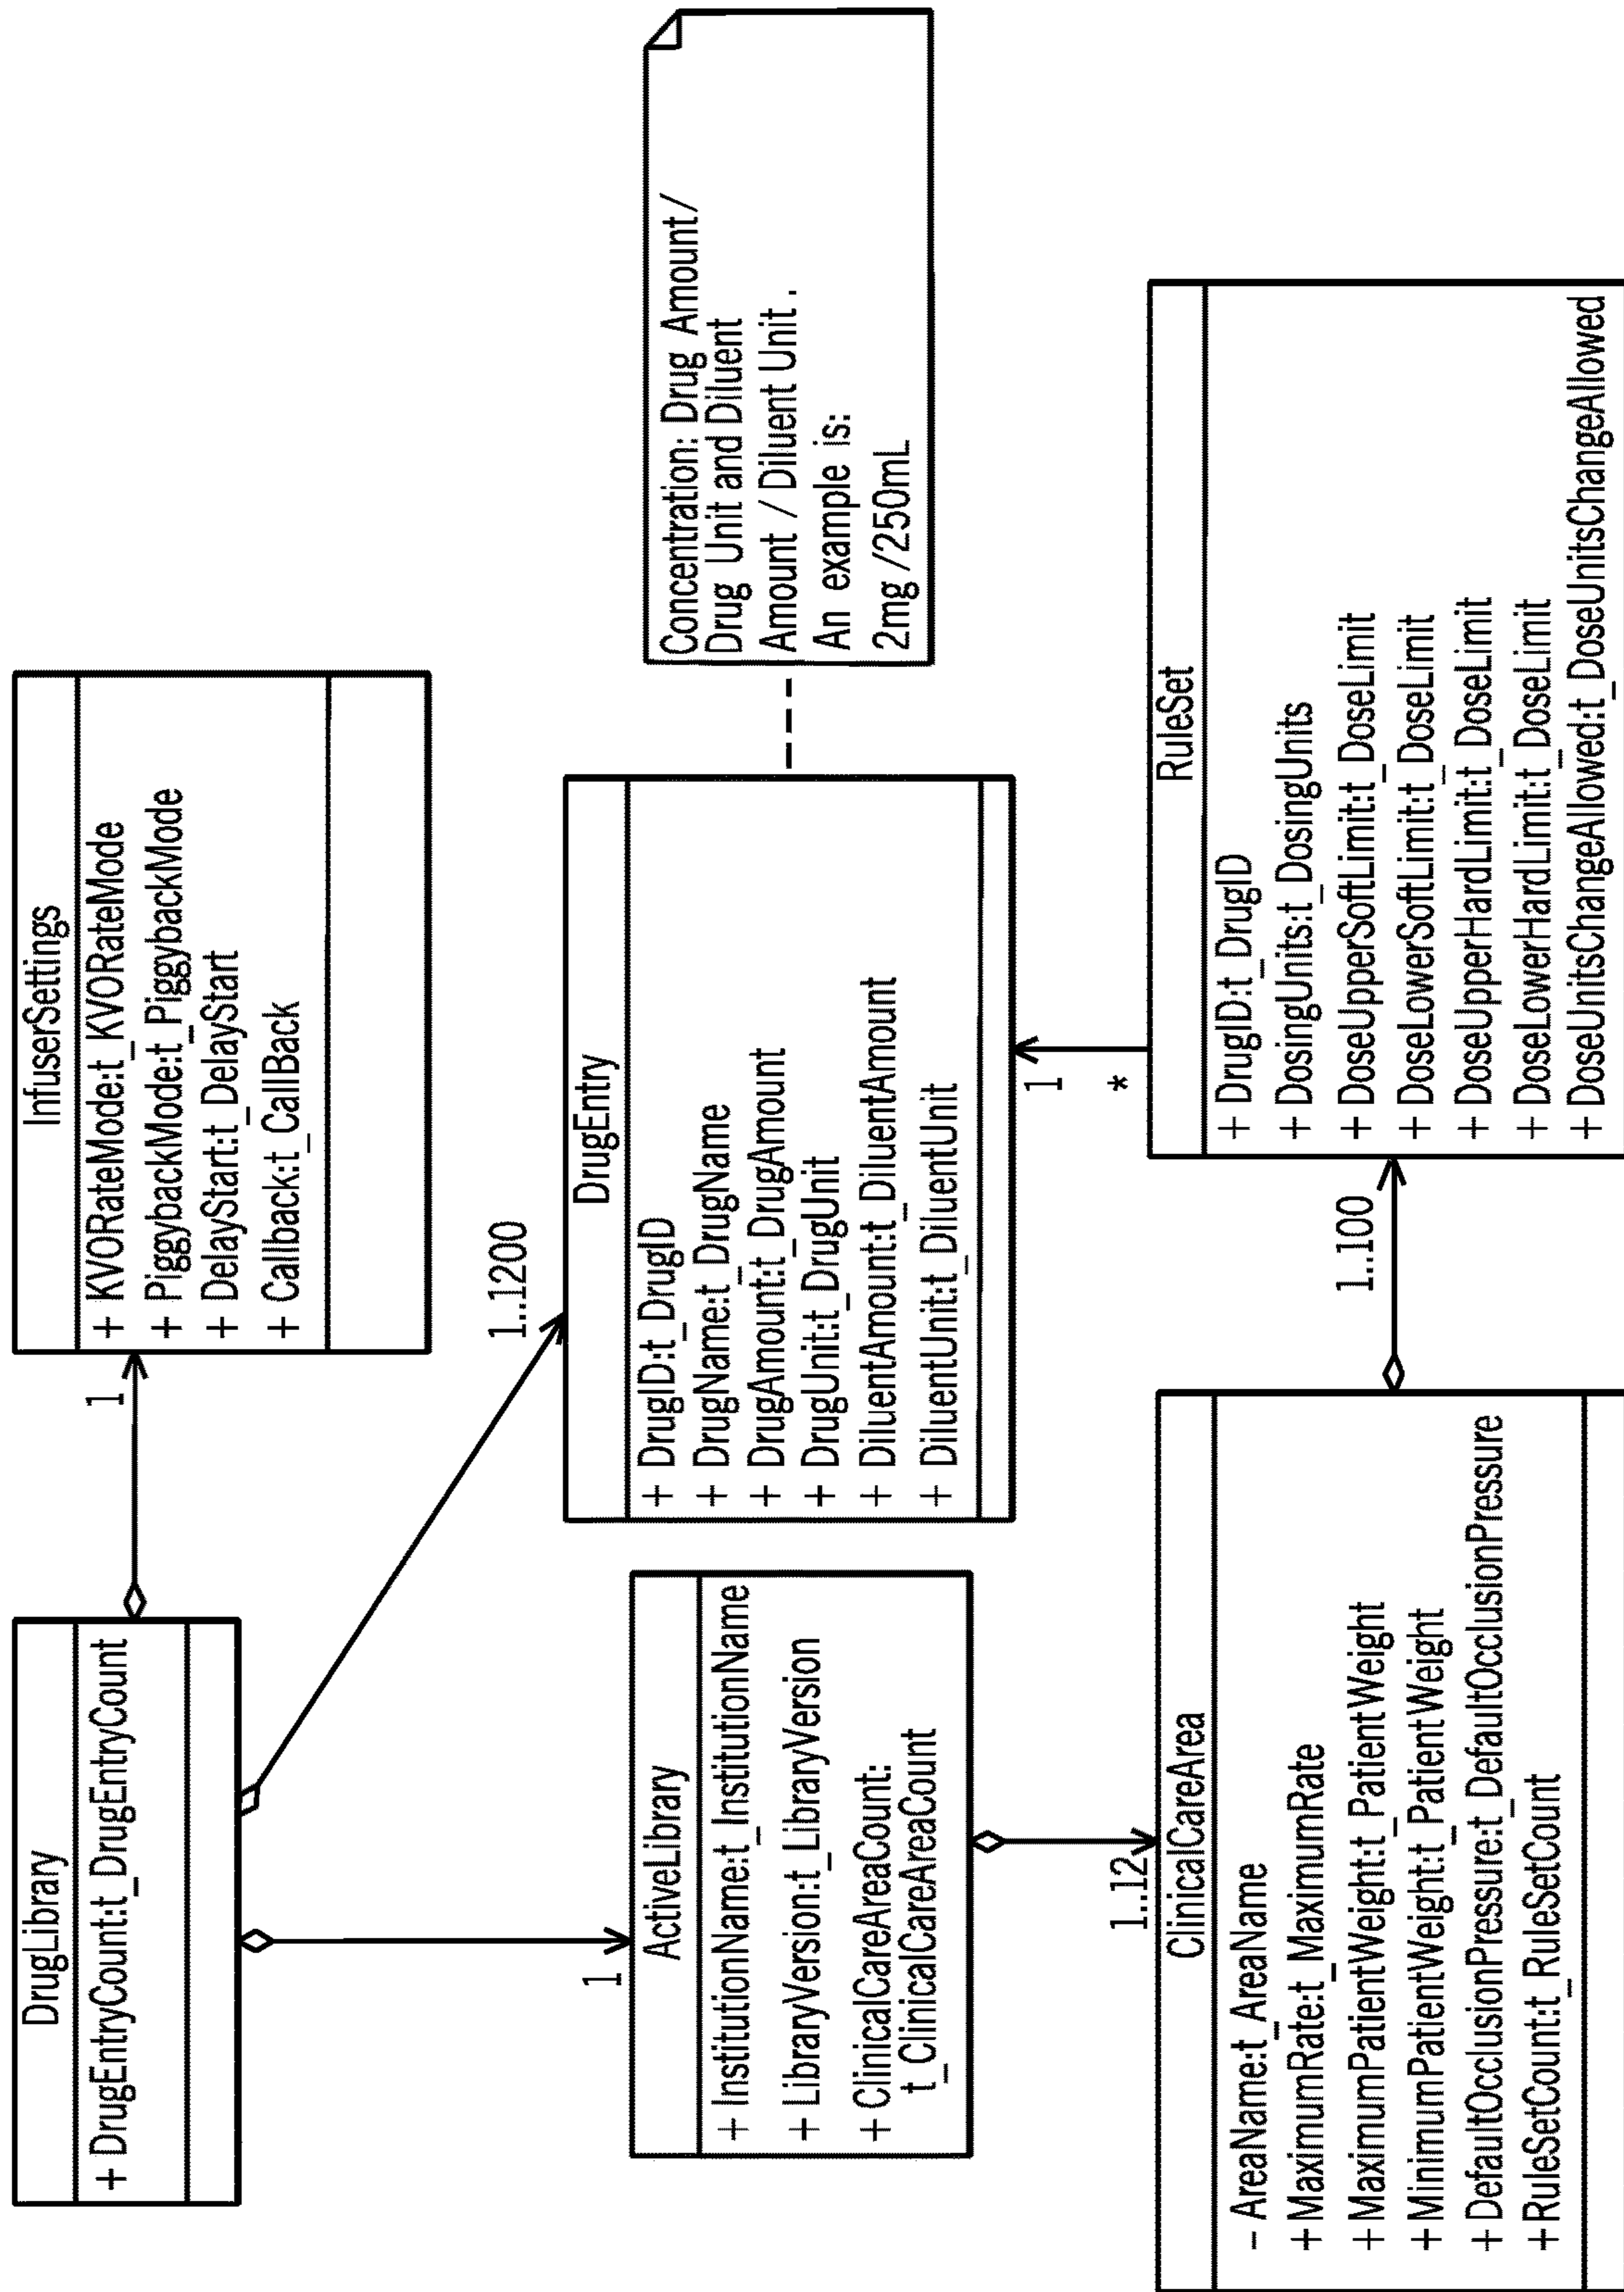 DrugLibrary
+ DrugEntryCount:t_DrugEntryCount
1
InfuserSettings
+ KVORateMode:t_KVORateMode
+ PiggybackMode:t_PiggybackMode
+ DelayStart:t_DelayStart
+ Callback:t_CallBack
1..1200
1
ActiveLibrary
+ InstitutionName:t_InstitutionName
+ LibraryVersion:t_LibraryVersion
+ ClinicalCareAreaCount:
t_ClinicalCareAreaCount
DrugEntry
+ DrugID:t_DrugID
+ DrugName:t_DrugName
+ DrugAmount:t_DrugAmount
+ DrugUnit:t_DrugUnit
+ DiluentAmount:t_DiluentAmount
+ DiluentUnit:t_DiluentUnit
Concentration: Drug Amount/
Drug Unit and Diluent
Amount / Diluent Unit .
An example is:
2mg /250mL
1..12
1
*
ClinicalCareArea
- AreaName:t_AreaName
+ MaximumRate:t_MaximumRate
+ MaximumPatientWeight:t_PatientWeight
+ MinimumPatientWeight:t_PatientWeight
+ DefaultOcclusionPressure:t_DefaultOcclusionPressure
+ RuleSetCount:t_RuleSetCount
1..100
RuleSet
+ DrugID:t_DrugID
+ DosingUnits:t_DosingUnits
+ DoseUpperSoftLimit:t_DoseLimit
+ DoseLowerSoftLimit:t_DoseLimit
+ DoseUpperHardLimit:t_DoseLimit
+ DoseLowerHardLimit:t_DoseLimit
+ DoseUnitsChangeAllowed:t_DoseUnitsChangeAllowed